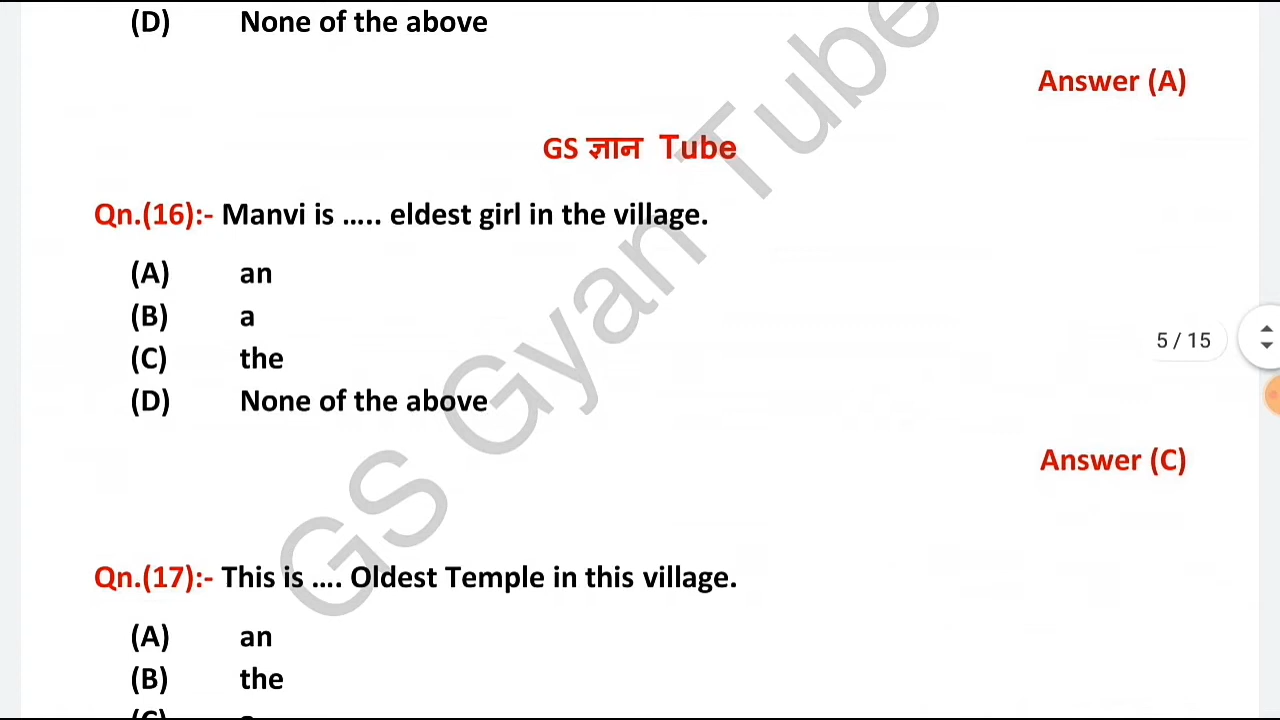 (D) None of the above
Answer (A)
GS ज्ञान Tube
Qn.(16):- Manvi is ..... eldest girl in the village.
(A) an
(B) a
(C) the
(D) None of the above
5 / 15
Answer (C)
Qn.(17):- This is .... Oldest Temple in this village.
(A) an
(B) the
(C)
GS Gyan Tube